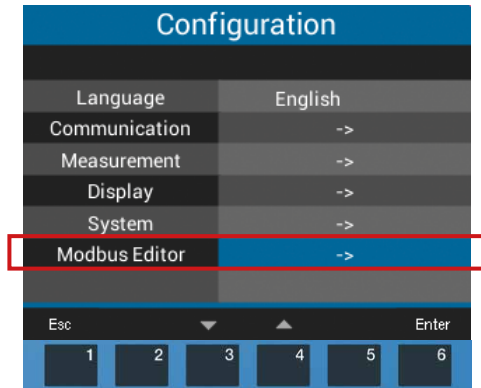 Configuration
Language English
Communication ->
Measurement ->
Display ->
System ->
Modbus Editor ->
Esc Enter
1 2 3 4 5 6